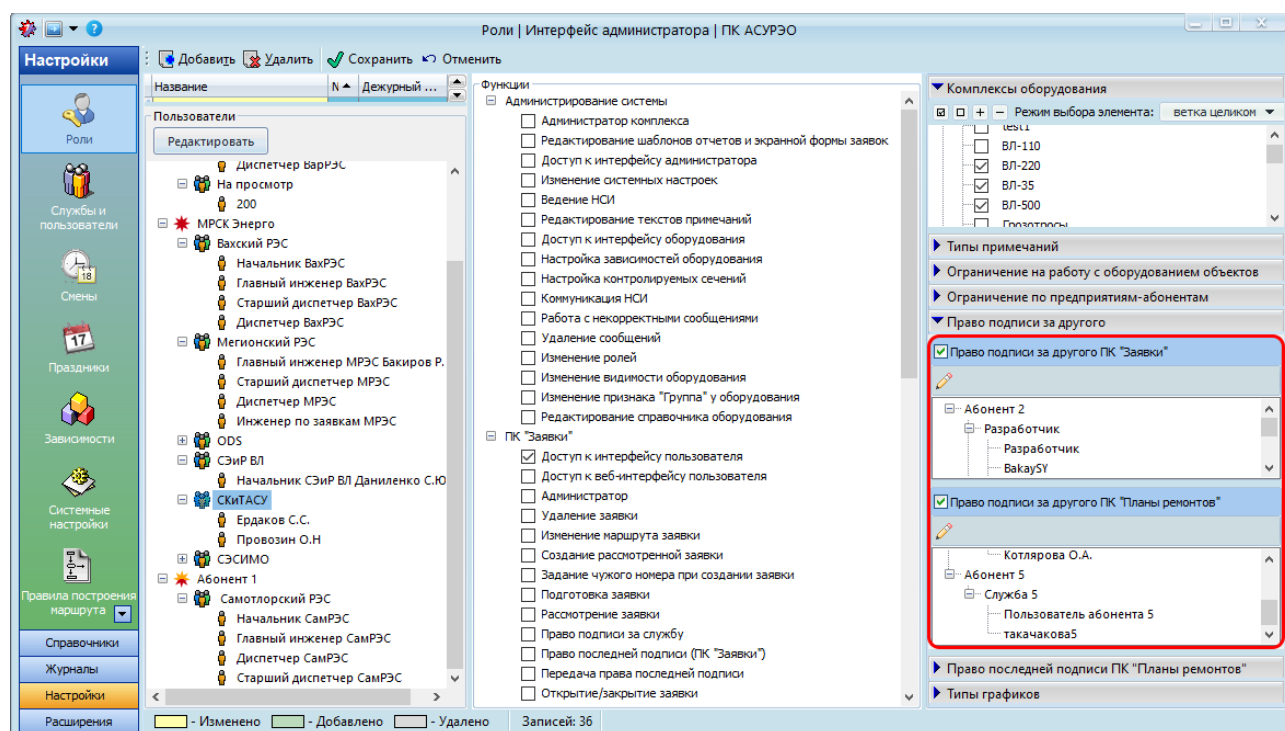 Роли | Интерфейс администратора | ПК АСУРЭО
Настройки
Добавить Удалить Сохранить Отменить
Роли
Службы и
пользователи
18
Смены
17
Праздники
Зависимости
Системные
настройки
Правила построения
маршрута
Справочники
Журналы
Настройки
Расширения
Название N Дежурный ...
Пользователи
Редактировать
Диспетчер ВарРЭС
На просмотр
200
МРСК Энерго
Вахский РЭС
Начальник ВахРЭС
Главный инженер ВахРЭС
Старший диспетчер ВахРЭС
Диспетчер ВахРЭС
Мегионский РЭС
Главный инженер МРЭС Бакиров Р.
Старший диспетчер МРЭС
Диспетчер МРЭС
Инженер по заявкам МРЭС
ODS
СЭиР ВЛ
Начальник СЭиР ВЛ Даниленко С.Ю
СКиТАСУ
Ердаков С.С.
Провозин О.Н
СЭСИМО
Абонент 1
Самотлорский РЭС
Начальник СамРЭС
Главный инженер СамРЭС
Диспетчер СамРЭС
Старший диспетчер СамРЭС
Функции
Администрирование системы
Администратор комплекса
Редактирование шаблонов отчетов и экранной формы заявок
Доступ к интерфейсу администратора
Изменение системных настроек
Ведение НСИ
Редактирование текстов примечаний
Доступ к интерфейсу оборудования
Настройка зависимостей оборудования
Настройка контролируемых сечений
Коммуникация НСИ
Работа с некорректными сообщениями
Удаление сообщений
Изменение ролей
Изменение видимости оборудования
Изменение признака "Группа" у оборудования
Редактирование справочника оборудования
ПК "Заявки"
Доступ к интерфейсу пользователя
Доступ к веб-интерфейсу пользователя
Администратор
Удаление заявки
Изменение маршрута заявки
Создание рассмотренной заявки
Задание чужого номера при создании заявки
Подготовка заявки
Рассмотрение заявки
Право подписи за службу
Право последней подписи (ПК "Заявки")
Передача права последней подписи
Открытие/закрытие заявки
Комплексы оборудования
Режим выбора элемента: ветка целиком
test1
ВЛ-110
ВЛ-220
ВЛ-35
ВЛ-500
Грозотросы
Типы примечаний
Ограничение на работу с оборудованием объектов
Ограничение по предприятиям-абонентам
Право подписи за другого
Право подписи за другого ПК "Заявки"
Абонент 2
Разработчик
Разработчик
BakaySY
Право подписи за другого ПК "Планы ремонтов"
Котлярова О.А.
Абонент 5
Служба 5
Пользователь абонента 5
такачакова5
Право последней подписи ПК "Планы ремонтов"
Типы графиков
- Изменено - Добавлено - Удалено Записей: 36